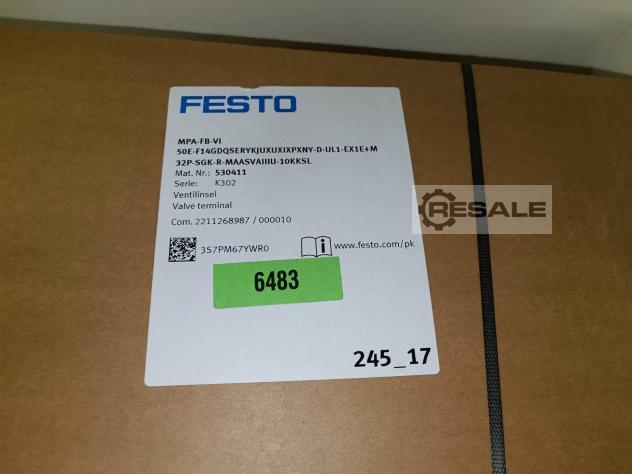 FESTO
MPA-FB-VI
50E-F14GDQSERYKJUXUXIXPXNY-D-UL1-EX1E+M
32P-SGK-R-MAASVAIIIU-10KKSL
Mat. Nr.: 530411
Serie: K302
Ventilinsel
Valve terminal
Com. 2211268987 / 000010
3S7PM67YWR0
www.festo.com/pk
6483
245_17
RESALE